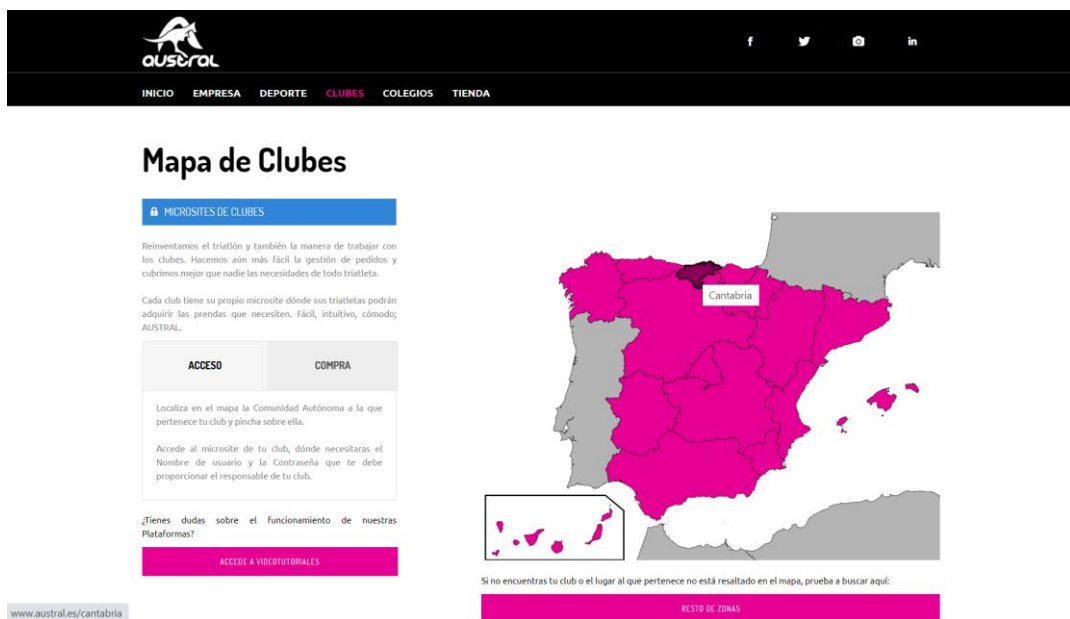 austral
INICIO EMPRESA DEPORTE CLUBES COLEGIOS TIENDA
Mapa de Clubes
MICROSITES DE CLUBES
Reinventamos el triatlón y también la manera de trabajar con
los clubes. Hacemos aún más fácil la gestión de pedidos y
cubrimos mejor que nadie las necesidades de todo triatleta.
Cada club tiene su propio microsite dónde sus triatletas podrán
adquirir las prendas que necesiten. Fácil, intuitivo, cómodo;
AUSTRAL.
ACCESO COMPRA
Localiza en el mapa la Comunidad Autónoma a la que
pertenece tu club y pincha sobre ella.
Accede al microsite de tu club, dónde necesitaras el
Nombre de usuario y la Contraseña que te debe
proporcionar el responsable de tu club.
¿Tienes dudas sobre el funcionamiento de nuestras
Plataformas?
ACCEDE A VIDEOTUTORIALES
Cantabria
Si no encuentras tu club o el lugar al que pertenece no está resaltado en el mapa, prueba a buscar aquí:
RESTO DE ZONAS
www.austral.es/cantabria